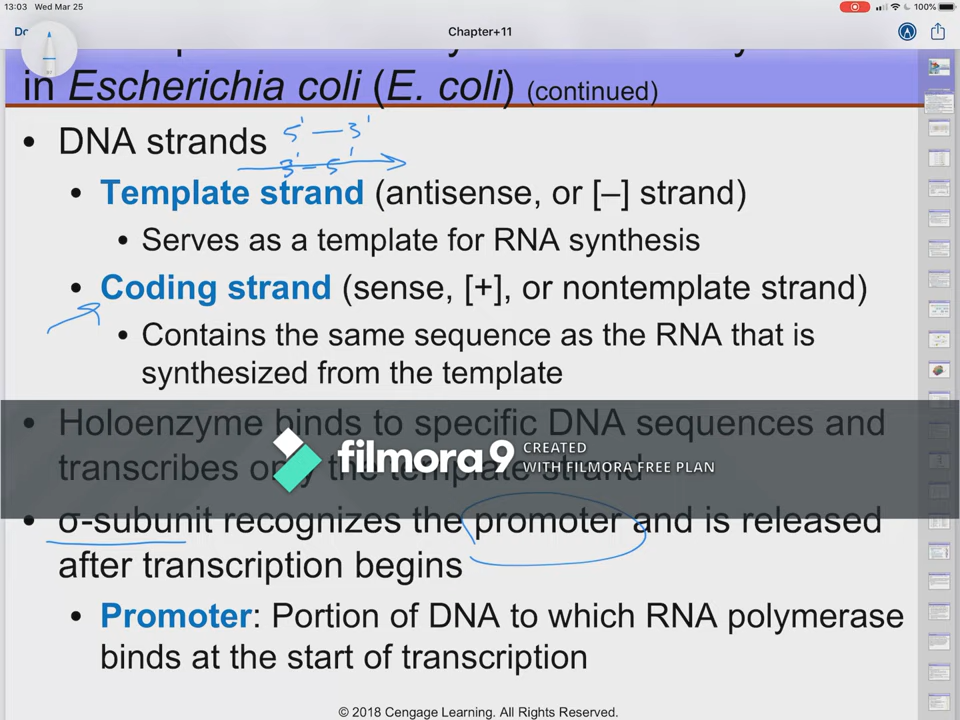 13:03 Wed Mar 25
100%
Chapter+11
in Escherichia coli (E. coli) (continued)
• DNA strands 5' — 3'
3' – 5'
• Template strand (antisense, or [–] strand)
• Serves as a template for RNA synthesis
• Coding strand (sense, [+], or nontemplate strand)
• Contains the same sequence as the RNA that is
synthesized from the template
• Holoenzyme binds to specific DNA sequences and
transcribes only the template strand
filmora9 CREATED
WITH FILMORA FREE PLAN
• σ-subunit recognizes the promoter and is released
after transcription begins
• Promoter: Portion of DNA to which RNA polymerase
binds at the start of transcription
© 2018 Cengage Learning. All Rights Reserved.